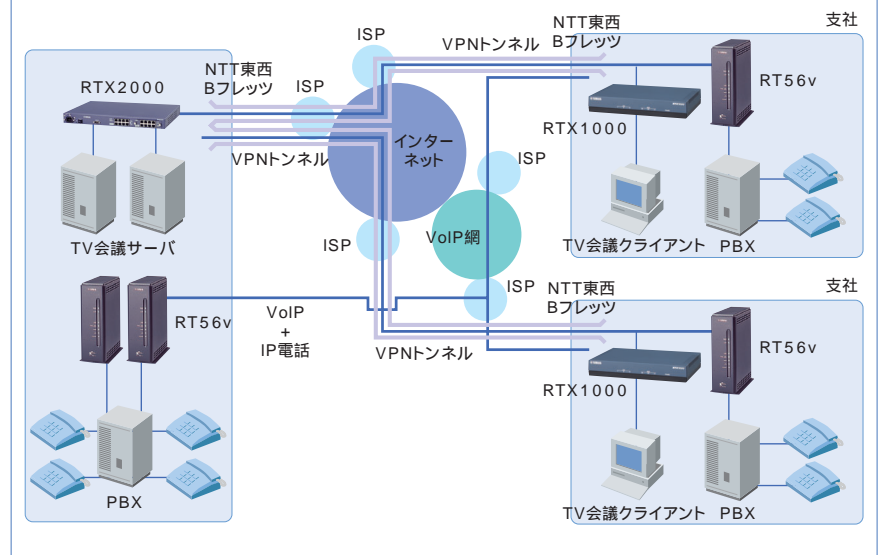 支社
ISP
VPNトンネル
NTT東西
Bフレッツ
NTT東西
Bフレッツ
RTX2000
ISP
RT56v
RTX1000
インター
ネット
VPNトンネル
ISP
TV会議サーバ
ISP
VoIP網
TV会議クライアント
PBX
ISP
NTT東西
Bフレッツ
支社
RT56v
VoIP
+
IP電話
VPNトンネル
RT56v
RTX1000
PBX
TV会議クライアント
PBX